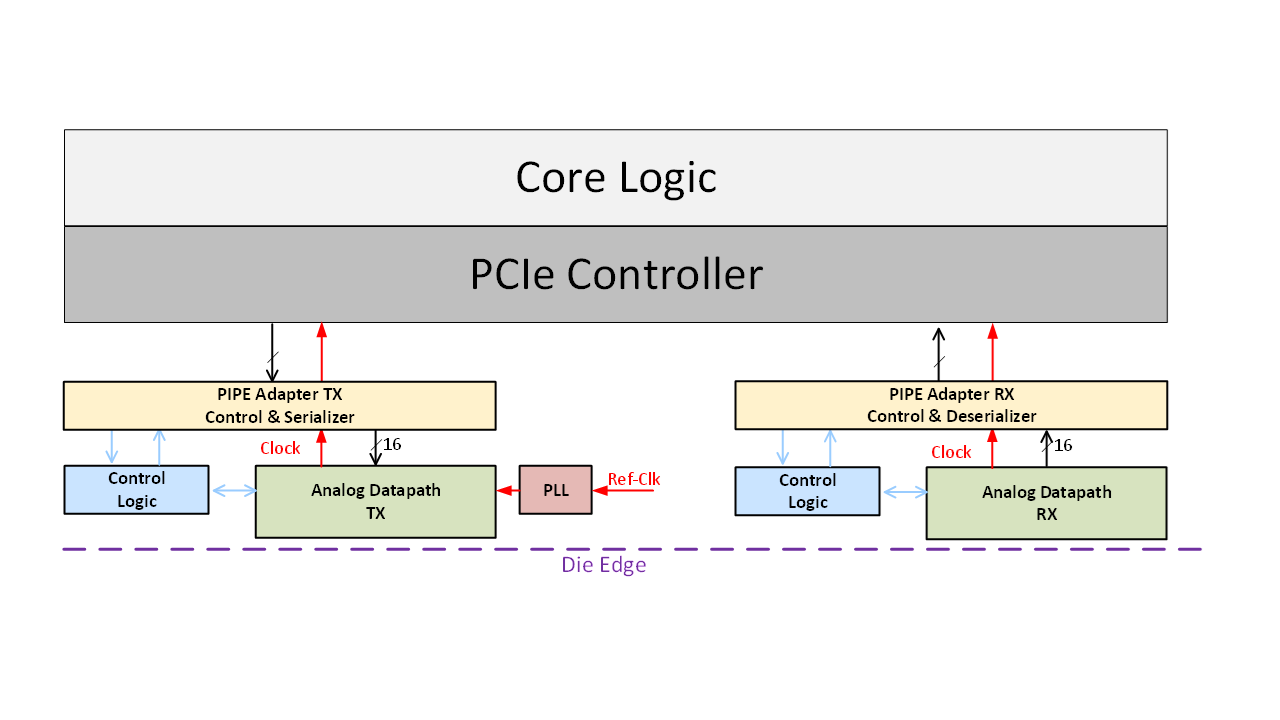 Core Logic
PCIe Controller
PIPE Adapter TX
Control & Serializer
PIPE Adapter RX
Control & Deserializer
Clock
16
Clock
16
Control
Logic
Analog Datapath
TX
PLL
Ref-Clk
Control
Logic
Analog Datapath
RX
Die Edge